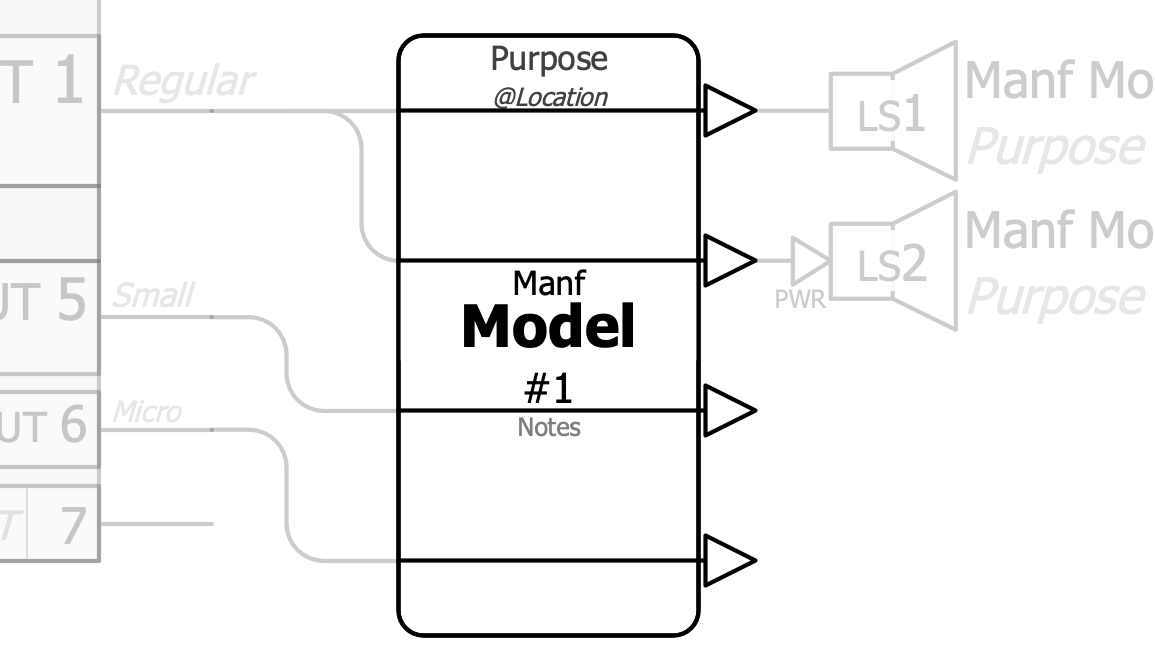 T 1
Regular
Purpose
@Location
LS1
Manf Mo
Purpose
LS2
Manf Mo
Purpose
PWR
UT 5
Small
Manf
Model
#1
Notes
UT 6
Micro
T
7